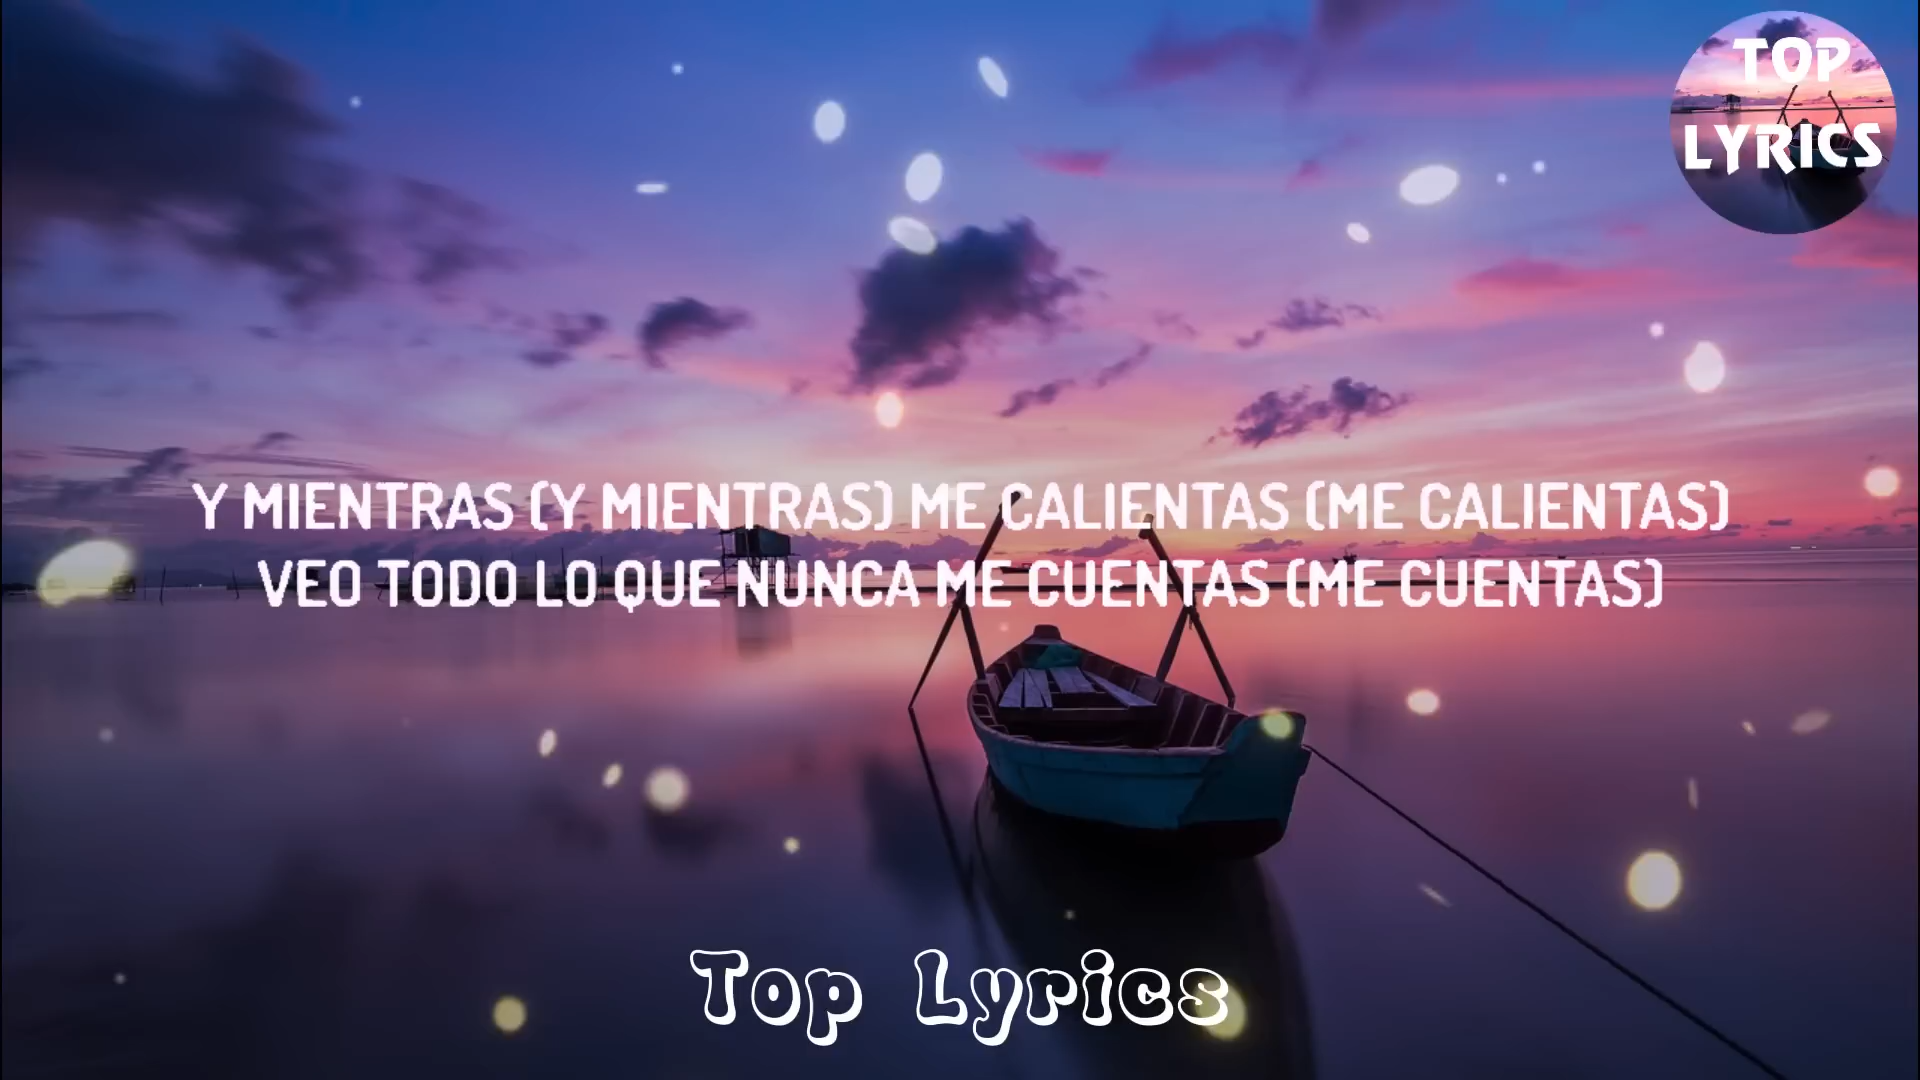 TOP
LYRICS
Y MIENTRAS (Y MIENTRAS) ME CALIENTAS (ME CALIENTAS)
VEO TODO LO QUE NUNCA ME CUENTAS (ME CUENTAS)
Top Lyrics